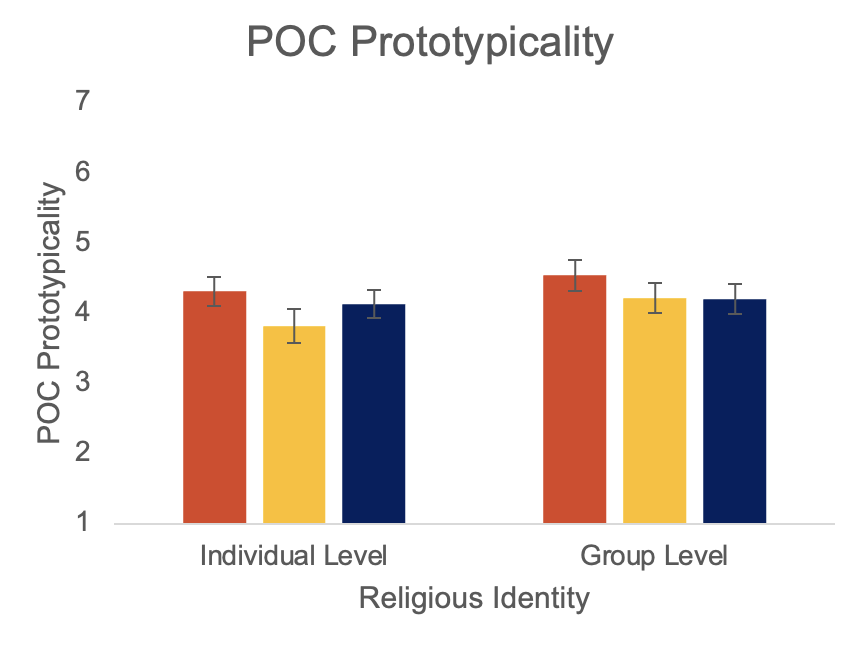 POC Prototypicality
7
6
5
4
3
2
1
POC Prototypicality
Individual Level
Group Level
Religious Identity